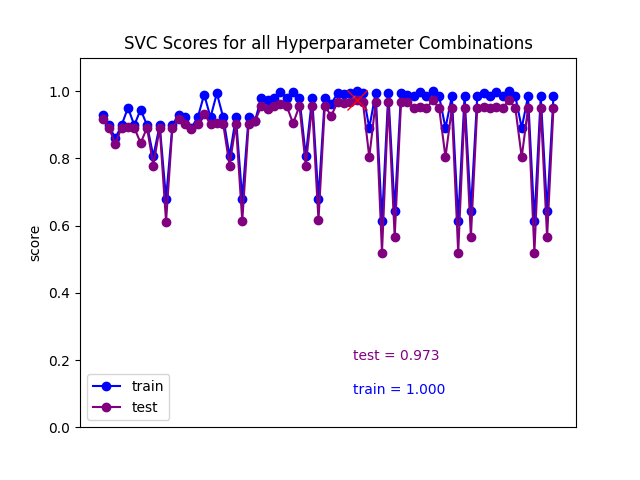 SVC Scores for all Hyperparameter Combinations
1.0
0.8
0.6
score
0.4
0.2
0.0
test = 0.973
train = 1.000
train
test